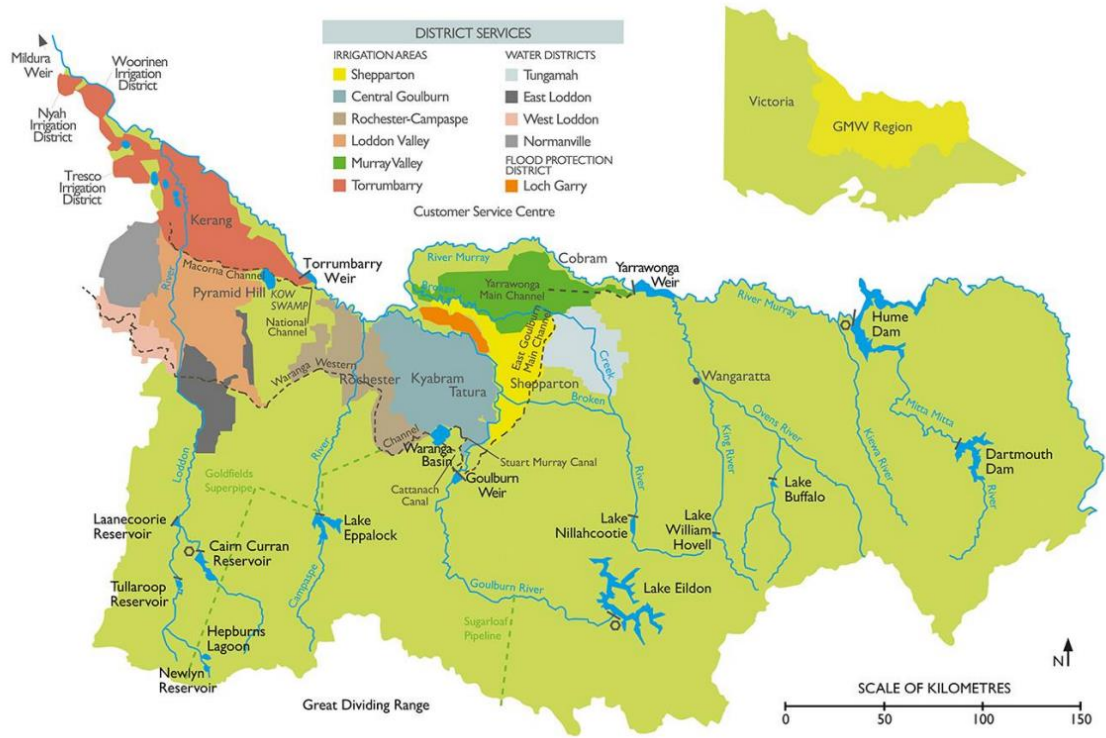 DISTRICT SERVICES
IRRIGATION AREAS
Shepparton
Central Goulburn
Rochester-Campaspe
Loddon Valley
Murray Valley
Torrumbarry
WATER DISTRICTS
Tungamah
East Loddon
West Loddon
Normanville
FLOOD PROTECTION
DISTRICT
Loch Garry
Customer Service Centre
Victoria
GMW Region
Mildura
Weir
Woorinen
Irrigation
District
Nyah
Irrigation
District
Tresco
Irrigation
District
Kerang
River
Macorna Channel
Torrumbarry
Weir
Pyramid Hill
KOW
SWAMP
National
Channel
River Murray
Cobram
Yarrawonga
Main Channel
Yarrawonga
Weir
Broken
River Murray
Hume
Dam
East Goulburn
Main Channel
Creek
Waranga Western
Rochester
Kyabram
Tatura
Shepparton
Wangaratta
Broken
Mitta Mitta
Ovens River
King River
Kiewa River
Channel
Waranga
Basin
Stuart Murray Canal
Cattanach
Canal
Goulburn
Weir
Dartmouth
Dam
River
Loddon
River
River
Goldfields
Superpipe
Lake
Buffalo
Laanecoorie
Reservoir
Lake
Eppalock
Lake
Nillahcootie
Lake
William
Hovell
Cairn Curran
Reservoir
Tullaroop
Reservoir
Campaspe
Goulburn River
Lake Eildon
Sugarloaf
Pipeline
Hepburns
Lagoon
Newlyn
Reservoir
Great Dividing Range
N
SCALE OF KILOMETRES
0 50 100 150